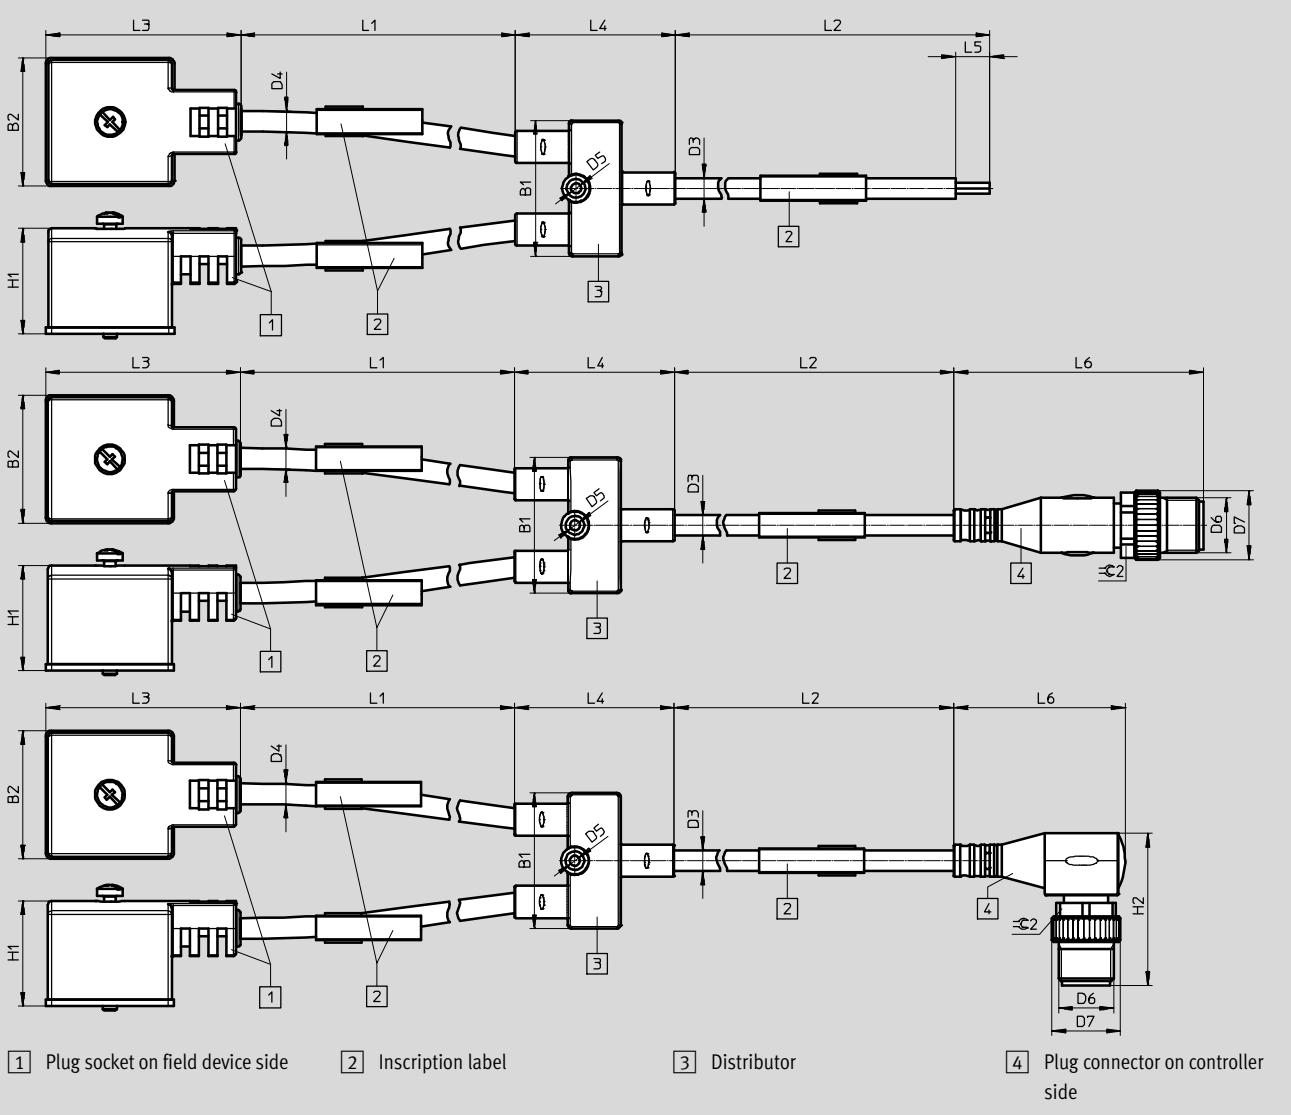 L3 L1 L4 L2
L5
D4
B2
D5
D3
B1
2
H1
3
1 2
L3 L1 L4 L2 L6
D4
B2
D3
D5
B1
D6
D7
2 4 2
H1
3
1 2
L3 L1 L4 L2 L6
D4
B2
D3
D5
B1
H2
2 4
2
H1
3
1 2
D6
D7
1 Plug socket on field device side
2 Inscription label
3 Distributor
4 Plug connector on controller
side